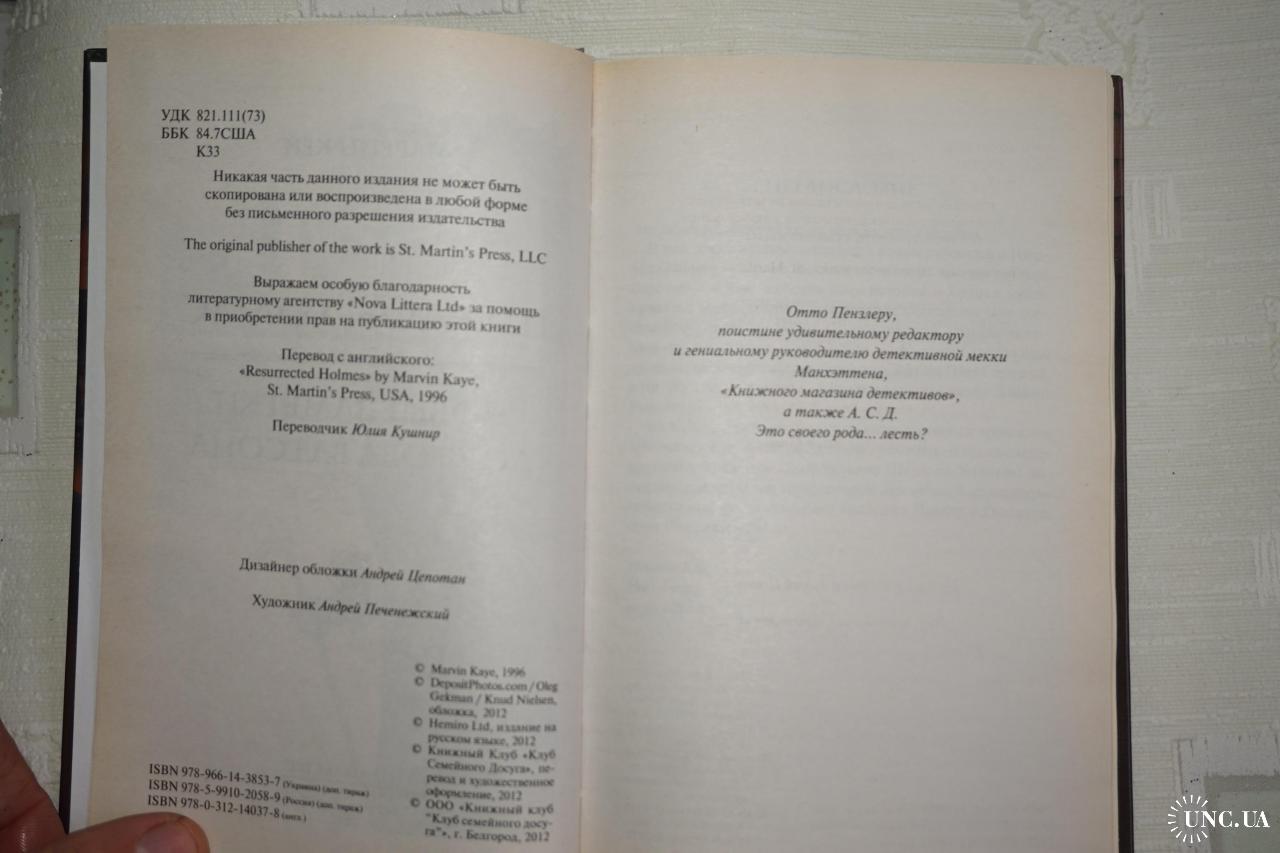 УДК 821.111(73)
ББК 84.7США
К33
Никакая часть данного издания не может быть
скопирована или воспроизведена в любой форме
без письменного разрешения издательства
The original publisher of the work is St. Martin's Press, LLC
Выражаем особую благодарность
литературному агентству «Nova Littera Ltd» за помощь
в приобретении прав на публикацию этой книги
Перевод с английского:
«Resurrected Holmes» by Marvin Kaye,
St. Martin's Press, USA, 1996
Переводчик Юлия Кушнир
Дизайнер обложки Андрей Цепотан
Художник Андрей Печенежский
© Marvin Kaye, 1996
© DepositPhotos.com / Oleg
Gekman / Knud Nielsen,
обложка, 2012
© Hemiro Ltd, издание на
русском языке, 2012
© Книжный Клуб «Клуб
Семейного Досуга», пе-
ревод и художественное
оформление, 2012
© ООО «Книжный клуб
"Клуб семейного досу-
га"», г. Белгород, 2012
ISBN 978-966-14-3853-7 (Украина) (доп. тираж)
ISBN 978-5-9910-2058-9 (Россия) (доп. тираж)
ISBN 978-0-312-14037-8 (англ.)
Отто Пензлеру,
поистине удивительному редактору
и гениальному руководителю детективной мекки
Манхэттена,
«Книжного магазина детективов»,
а также А. С. Д.
Это своего рода... лесть?
UNC.UA